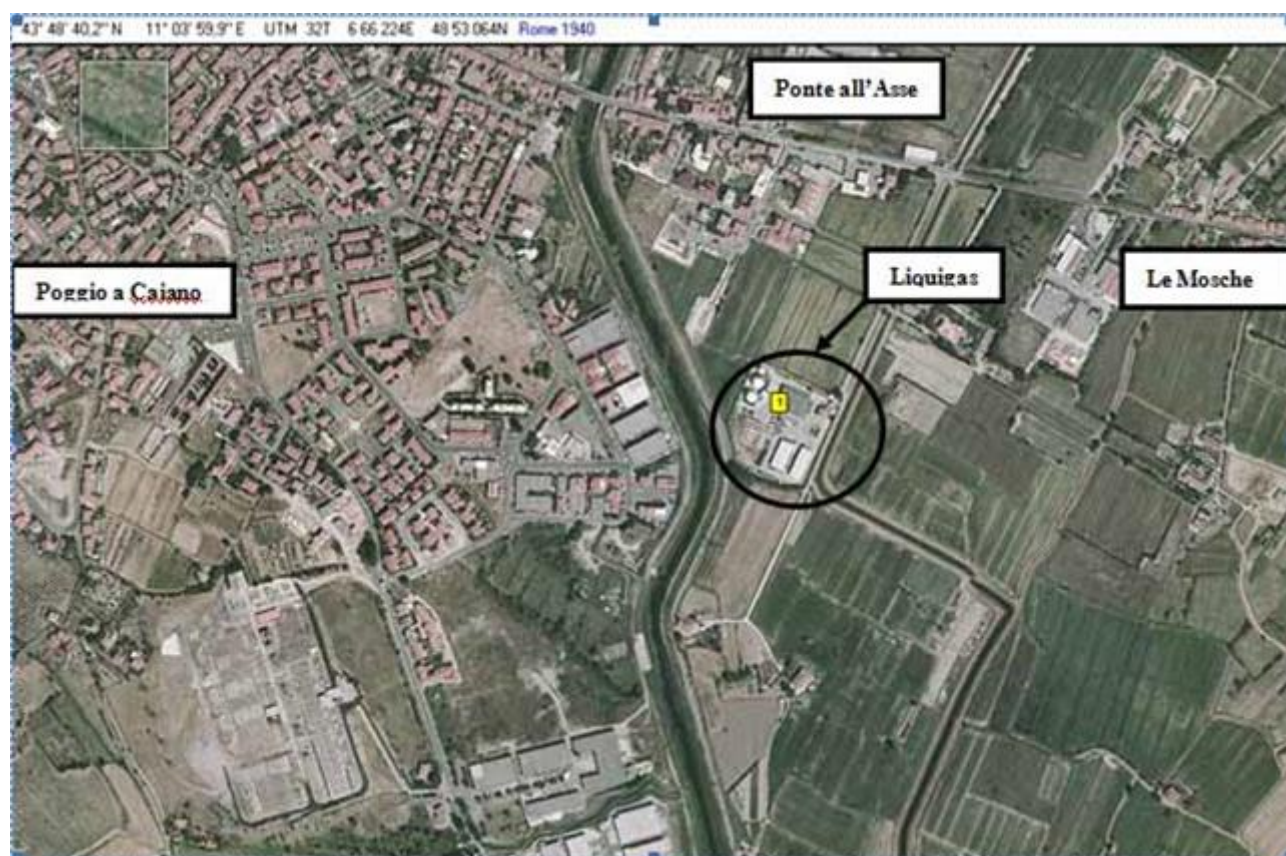 43° 48' 40,2" N 11° 03' 59,9" E UTM 32T 6 66 224E 48 53 064N Rome 1940
Ponte all'Asse
Liquigas
Poggio a Caiano
Le Mosche
1